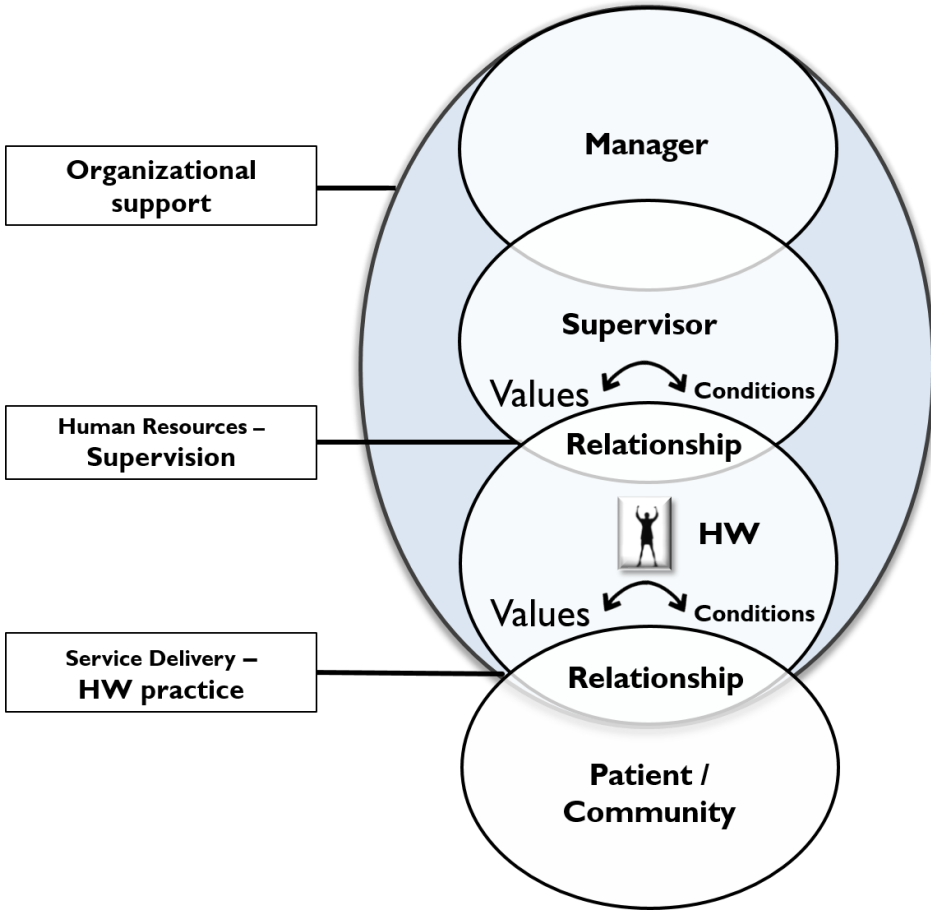 Manager
Organizational
support
Supervisor
Values Conditions
Human Resources –
Supervision
Relationship
HW
Values Conditions
Service Delivery –
HW practice
Relationship
Patient /
Community